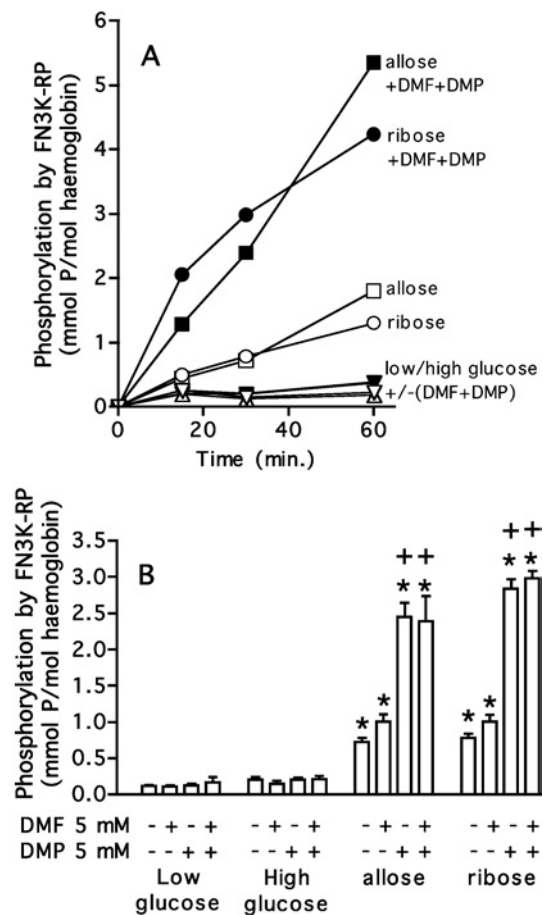 A
Phosphorylation by FN3K-RP
(mmol P/mol haemoglobin)
6
5
4
3
2
1
0
allose
+DMF+DMP
ribose
+DMF+DMP
allose
ribose
low/high glucose
+/-(DMF+DMP)
0 20 40 60
Time (min.)
B
Phosphorylation by FN3K-RP
(mmol P/mol haemoglobin)
3.5
3.0
2.5
2.0
1.5
1.0
0.5
0.0
+ + + +
* * * * * * * *
DMF 5 mM - + - + - + - + - + - + - + - +
DMP 5 mM - - + + - - + + - - + + - - + +
Low High allose ribose
glucose glucose